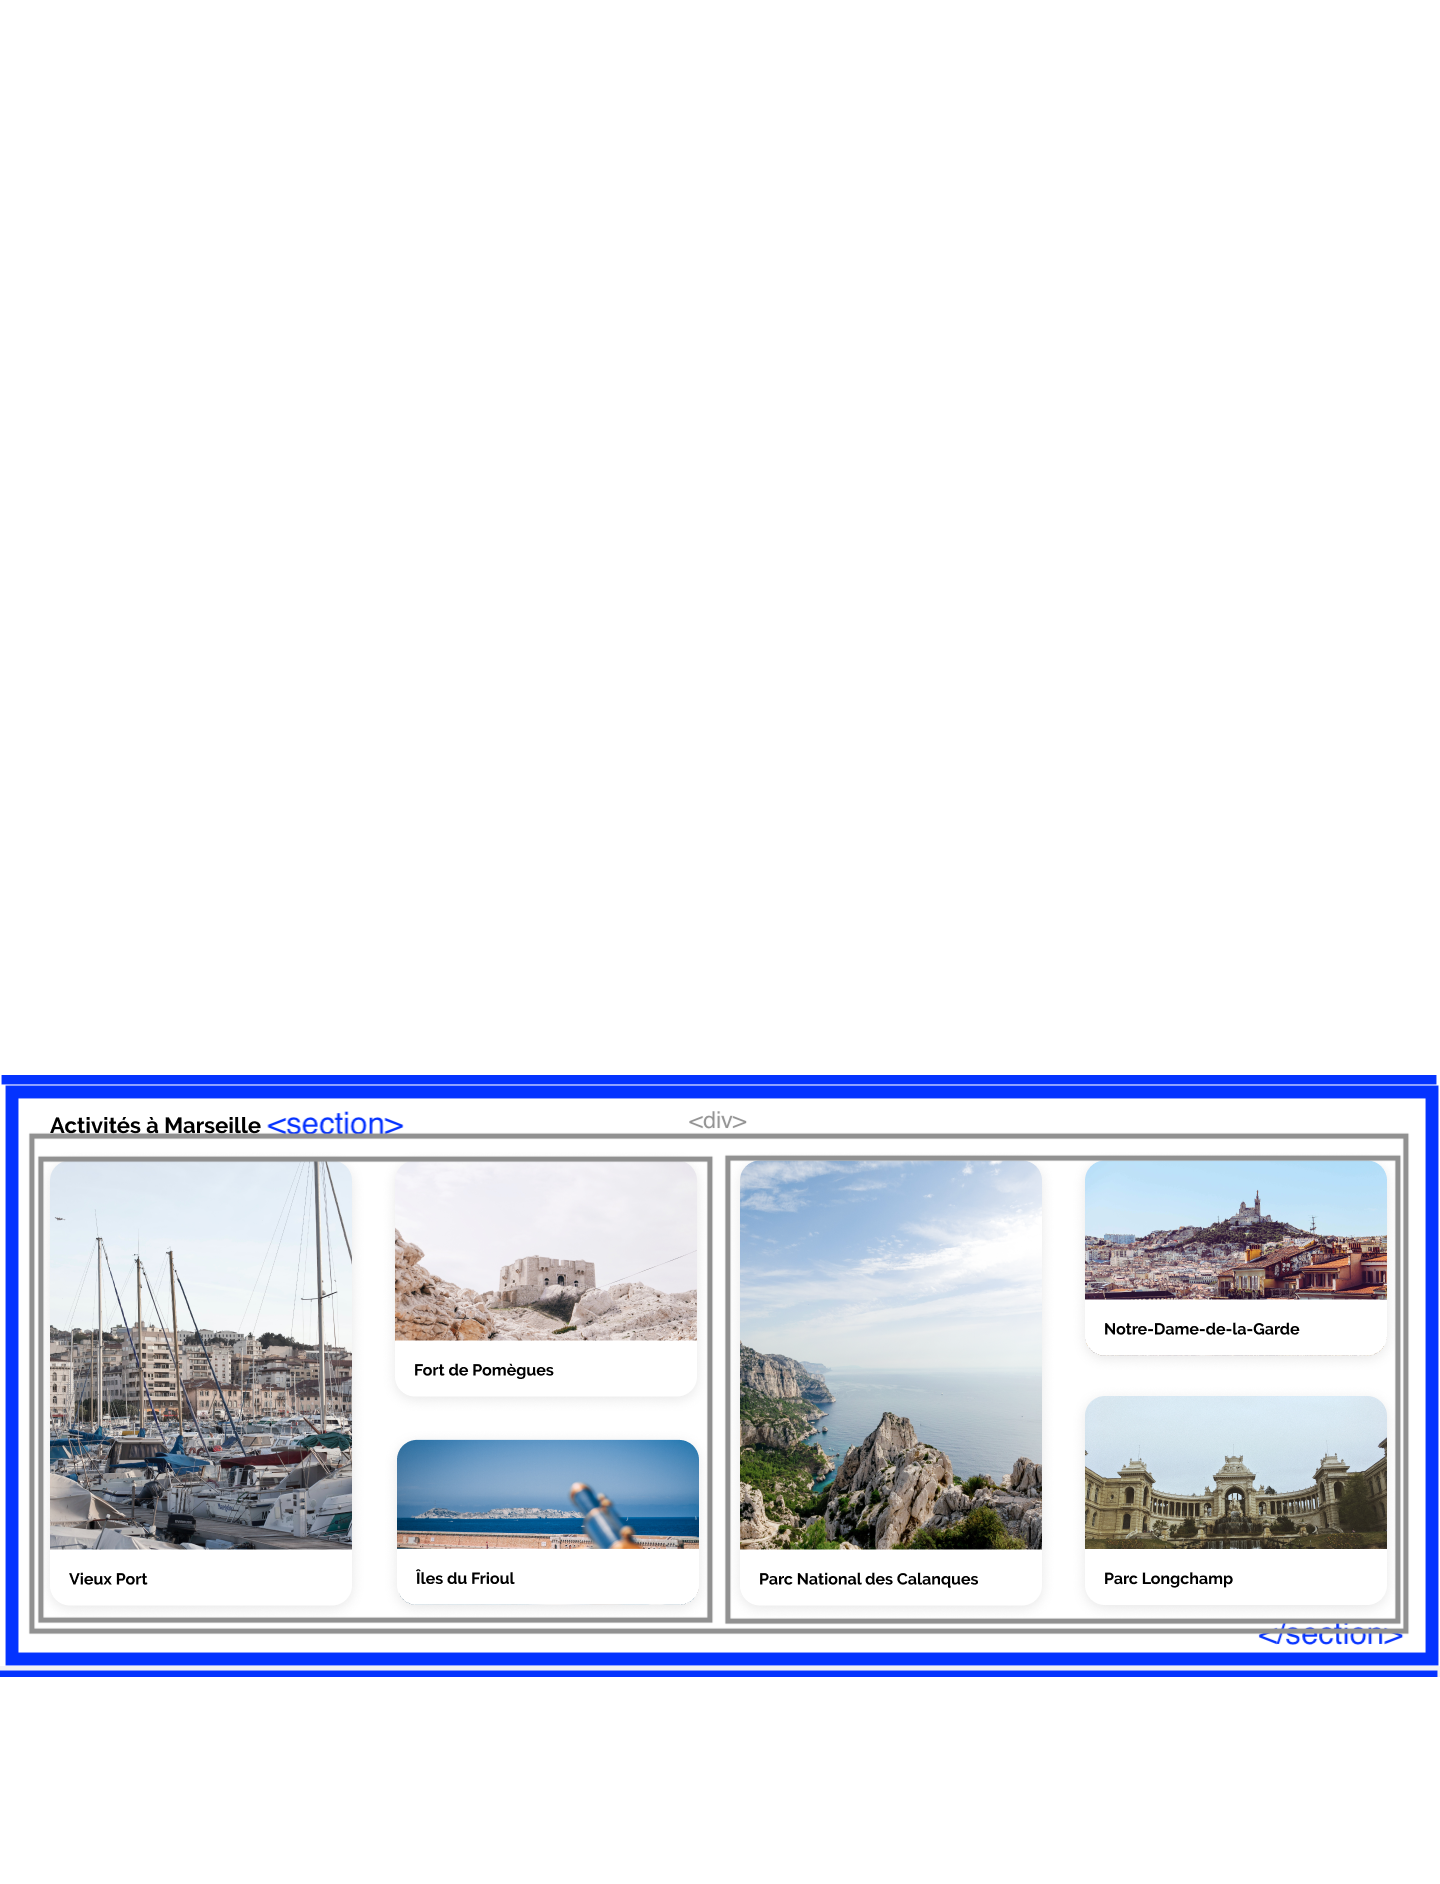 Activités à Marseille <section>
<div>
Vieux Port
Fort de Pomègues
Îles du Frioul
Parc National des Calanques
Notre-Dame-de-la-Garde
Parc Longchamp
</section>